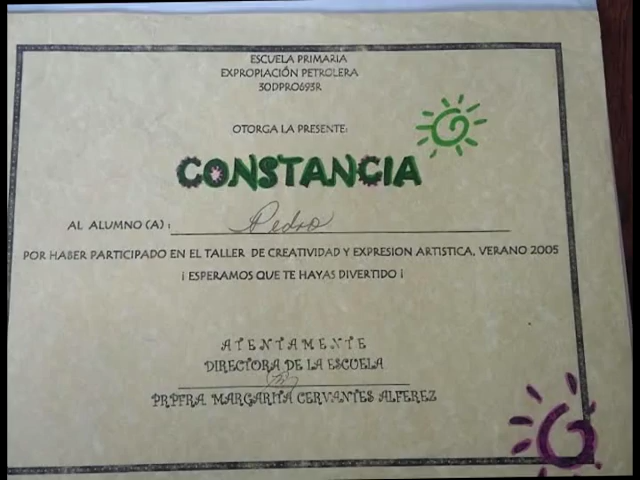 ESCUELA PRIMARIA
EXPROPIACIÓN PETROLERA
30DPR0693R
OTORGA LA PRESENTE:
CONSTANCIA
AL ALUMNO (A) : Pedro
POR HABER PARTICIPADO EN EL TALLER DE CREATIVIDAD Y EXPRESION ARTISTICA, VERANO 2005
¡ ESPERAMOS QUE TE HAYAS DIVERTIDO ¡
ATENTAMENTE
DIRECTORA DE LA ESCUELA
PRPFRA. MARGARITA CERVANTES ALFEREZ